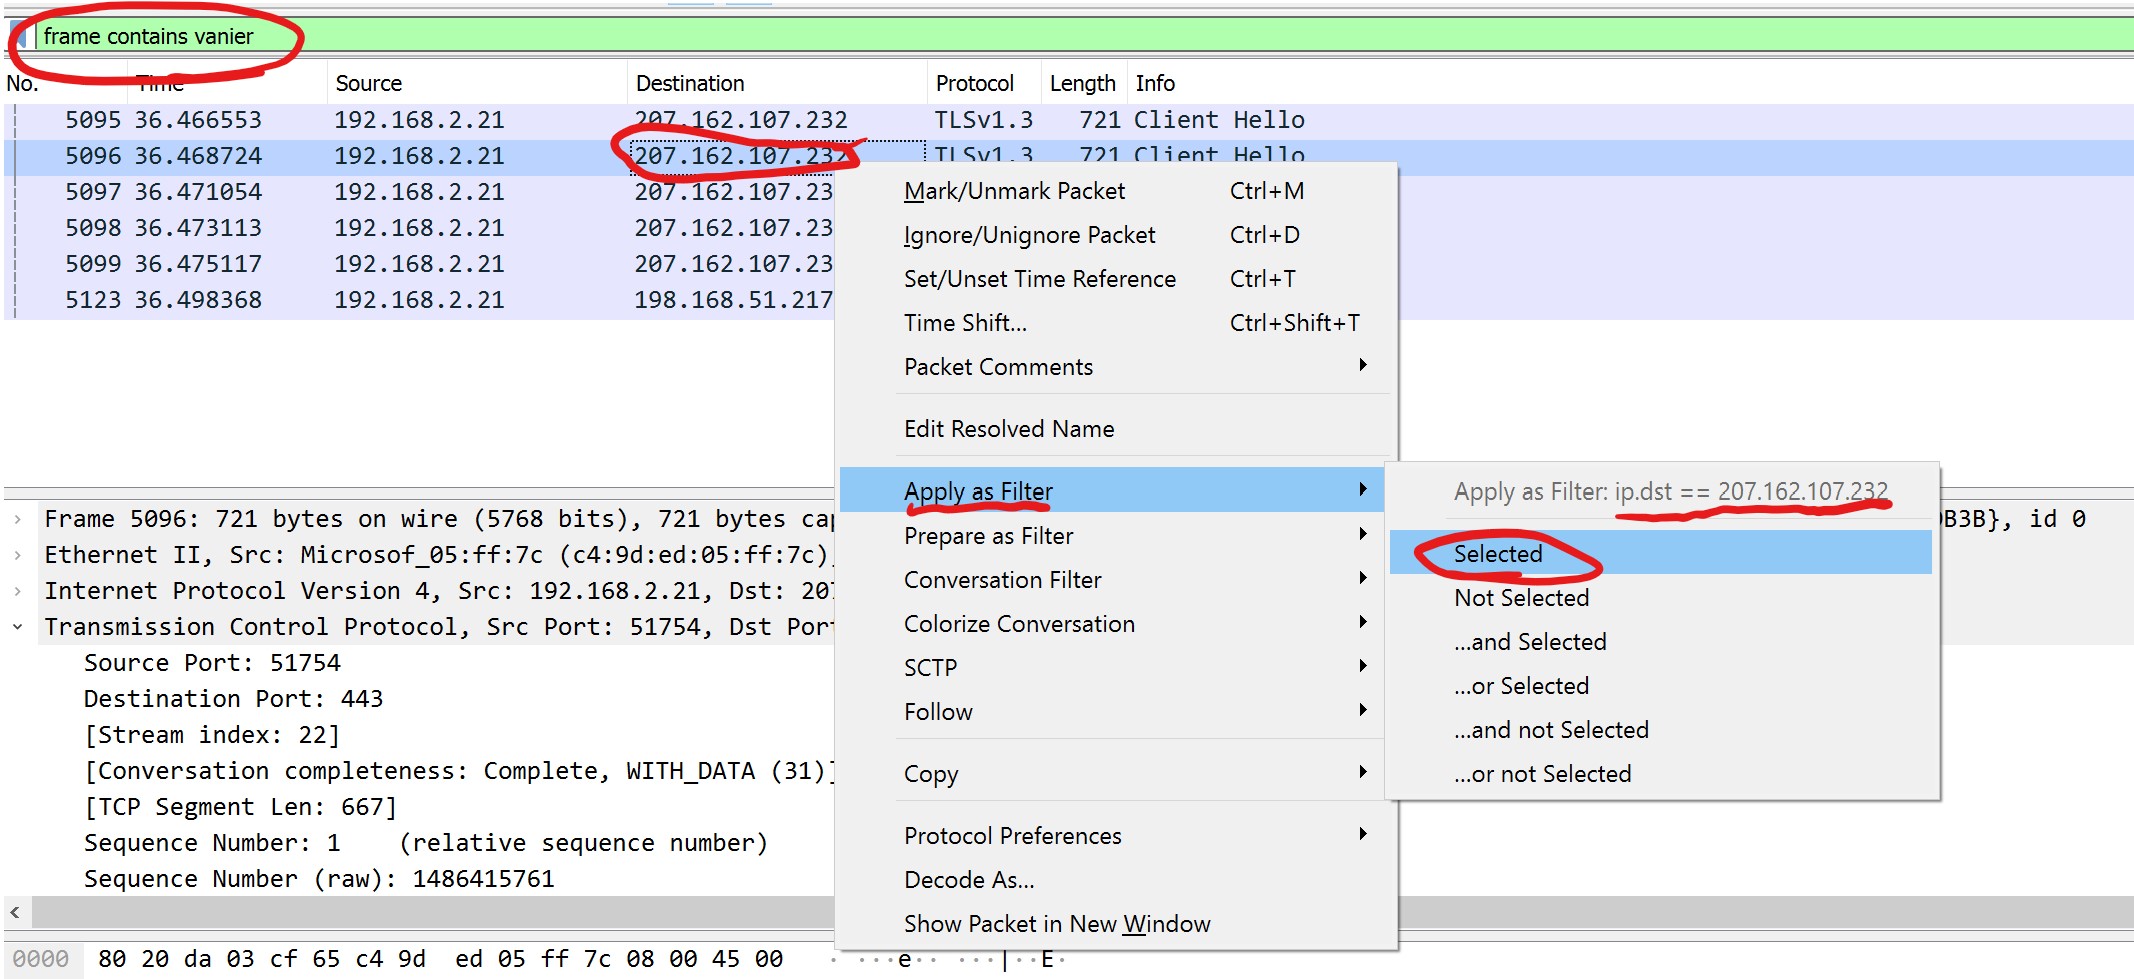 frame contains vanier
No. Time Source Destination Protocol Length Info
5095 36.466553 192.168.2.21 207.162.107.232 TLSv1.3 721 Client Hello
5096 36.468724 192.168.2.21 207.162.107.232 TLSv1.3 721 Client Hello
5097 36.471054 192.168.2.21 207.162.107.23
5098 36.473113 192.168.2.21 207.162.107.23
5099 36.475117 192.168.2.21 207.162.107.23
5123 36.498368 192.168.2.21 198.168.51.217
Mark/Unmark Packet Ctrl+M
Ignore/Unignore Packet Ctrl+D
Set/Unset Time Reference Ctrl+T
Time Shift... Ctrl+Shift+T
Packet Comments
Edit Resolved Name
Apply as Filter
Prepare as Filter
Conversation Filter
Colorize Conversation
SCTP
Follow
Copy
Protocol Preferences
Decode As...
Show Packet in New Window
Apply as Filter: ip.dst == 207.162.107.232
Selected
Not Selected
...and Selected
...or Selected
...and not Selected
...or not Selected
Frame 5096: 721 bytes on wire (5768 bits), 721 bytes cap B3B}, id 0
Ethernet II, Src: Microsof_05:ff:7c (c4:9d:ed:05:ff:7c)
Internet Protocol Version 4, Src: 192.168.2.21, Dst: 207
Transmission Control Protocol, Src Port: 51754, Dst Port
Source Port: 51754
Destination Port: 443
[Stream index: 22]
[Conversation completeness: Complete, WITH_DATA (31)]
[TCP Segment Len: 667]
Sequence Number: 1 (relative sequence number)
Sequence Number (raw): 1486415761
0000 80 20 da 03 cf 65 c4 9d ed 05 ff 7c 08 00 45 00 · ···e·· ···|··E·